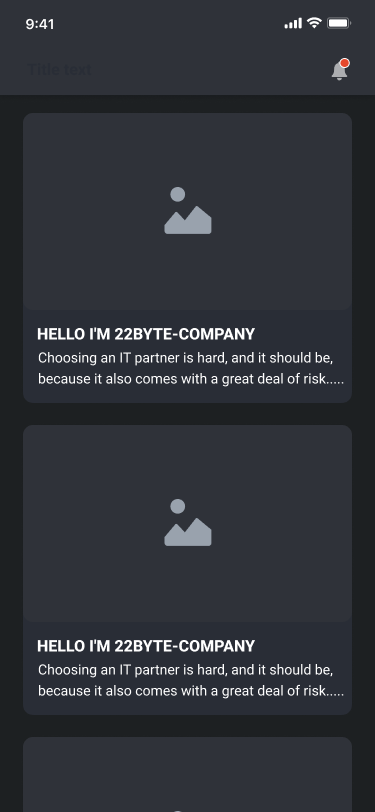 9:41
Title text
HELLO I'M 22BYTE-COMPANY
Choosing an IT partner is hard, and it should be,
because it also comes with a great deal of risk.....
HELLO I'M 22BYTE-COMPANY
Choosing an IT partner is hard, and it should be,
because it also comes with a great deal of risk.....